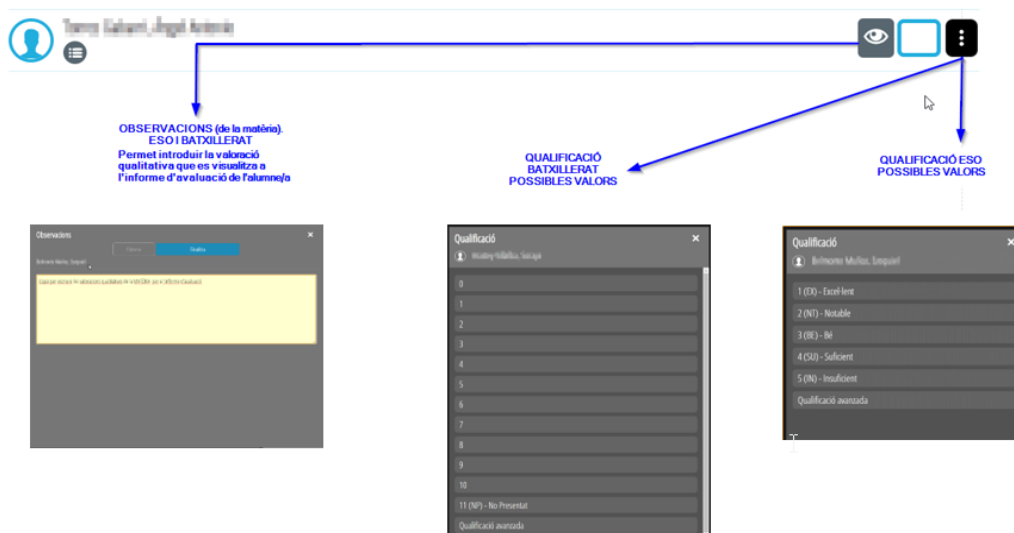 OBSERVACIONS (de la matèria).
ESO I BATXILLERAT
Permet introduir la valoració
qualitativa que es visualitza a
l'informe d'avaluació de l'alumne/a
QUALIFICACIÓ
BATXILLERAT
POSSIBLES VALORS
QUALIFICACIÓ ESO
POSSIBLES VALORS
Observacions
Qualificació
0
1
2
3
4
5
6
7
8
9
10
11 (NP) - No Presentat
Qualificació avanzada
Qualificació
Belmonte Muñoz, Ezequiel
1 (EX) - Excel·lent
2 (NT) - Notable
3 (BE) - Bé
4 (SU) - Suficient
5 (IN) - Insuficient
Qualificació avanzada